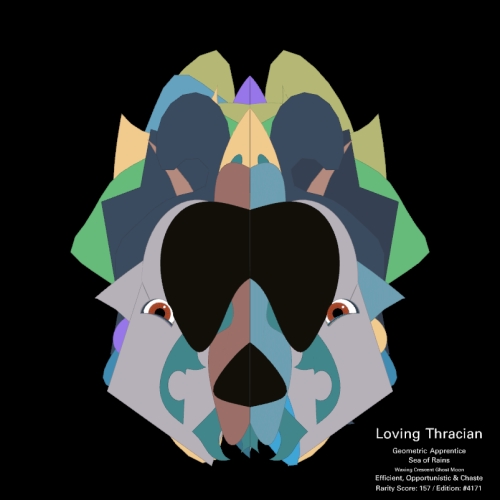 Loving Thracian
Geometric Apprentice
Sea of Rains
Waxing Crescent Ghost Moon
Efficient, Opportunistic & Chaste
Rarity Score: 157 / Edition: #4171